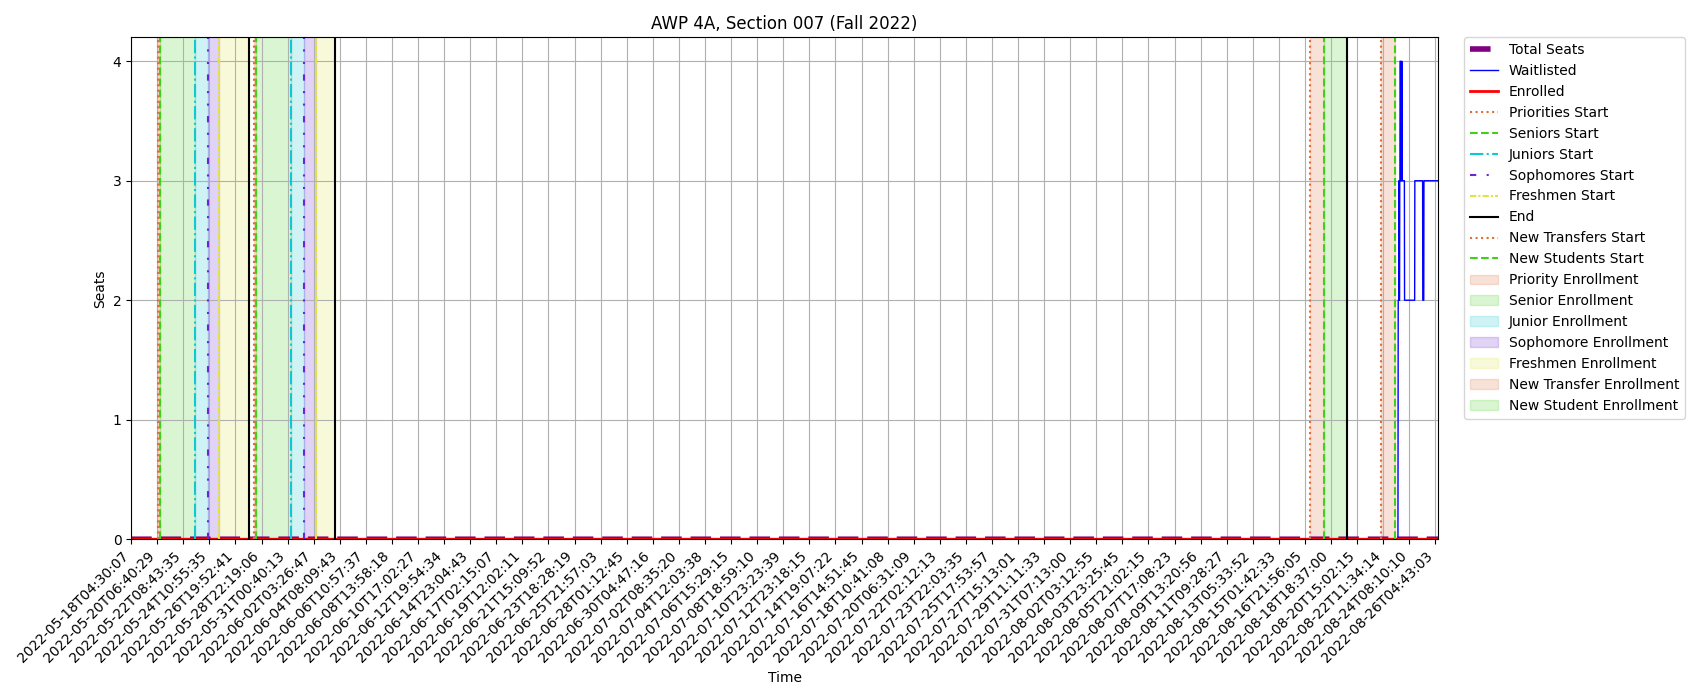 AWP 4A, Section 007 (Fall 2022)
4
3
2
1
0
Seats
2022-05-18T04:30:07
2022-05-20T06:40:29
2022-05-22T08:43:35
2022-05-24T10:55:35
2022-05-26T19:52:41
2022-05-28T22:19:06
2022-05-31T00:40:13
2022-06-02T03:26:47
2022-06-04T08:09:43
2022-06-06T10:57:37
2022-06-08T13:58:18
2022-06-10T17:02:27
2022-06-12T19:54:34
2022-06-14T23:04:43
2022-06-17T02:15:07
2022-06-19T12:02:11
2022-06-21T15:09:52
2022-06-23T18:28:19
2022-06-25T21:57:03
2022-06-28T01:12:45
2022-06-30T04:47:16
2022-07-02T08:35:20
2022-07-04T12:03:38
2022-07-06T15:29:15
2022-07-08T18:59:10
2022-07-10T23:23:39
2022-07-12T23:18:15
2022-07-14T19:07:22
2022-07-16T14:51:45
2022-07-18T10:41:08
2022-07-20T06:31:09
2022-07-22T02:12:13
2022-07-23T22:03:35
2022-07-25T17:53:57
2022-07-27T15:13:01
2022-07-29T11:11:33
2022-07-31T07:13:00
2022-08-02T03:12:55
2022-08-03T23:25:45
2022-08-05T21:02:15
2022-08-07T17:08:23
2022-08-09T13:20:56
2022-08-11T09:28:27
2022-08-13T05:33:52
2022-08-15T01:42:33
2022-08-16T21:56:05
2022-08-18T18:37:00
2022-08-20T15:02:15
2022-08-22T11:34:14
2022-08-24T08:10:10
2022-08-26T04:43:03
Time
Total Seats
Waitlisted
Enrolled
Priorities Start
Seniors Start
Juniors Start
Sophomores Start
Freshmen Start
End
New Transfers Start
New Students Start
Priority Enrollment
Senior Enrollment
Junior Enrollment
Sophomore Enrollment
Freshmen Enrollment
New Transfer Enrollment
New Student Enrollment